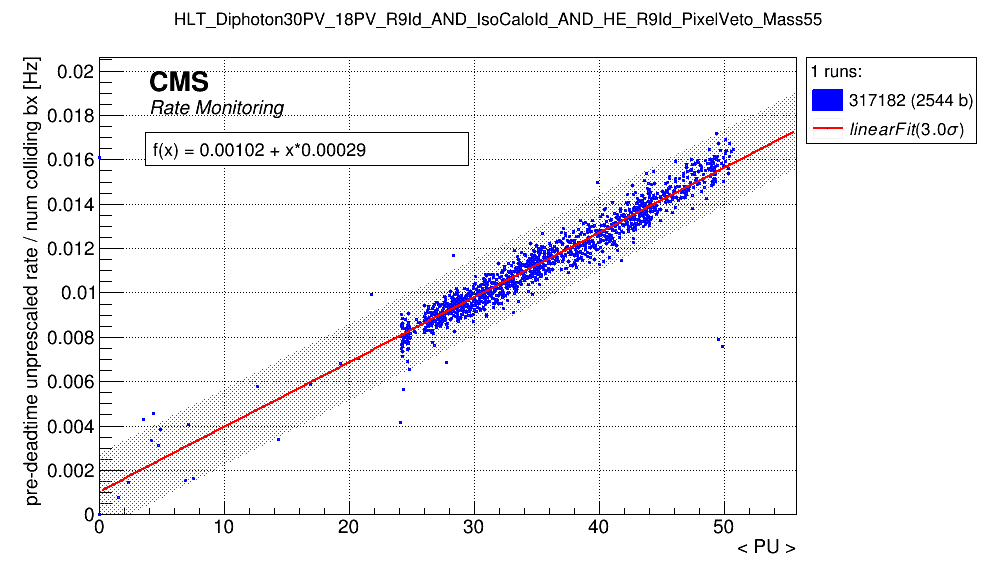 HLT_Diphoton30PV_18PV_R9Id_AND_IsoCaloId_AND_HE_R9Id_PixelVeto_Mass55
pre-deadtime unprescaled rate / num colliding bx [Hz]
0.02
0.018
0.016
0.014
0.012
0.01
0.008
0.006
0.004
0.002
0
CMS
Rate Monitoring
f(x) = 0.00102 + x*0.00029
1 runs:
317182 (2544 b)
linearFit(3.0σ)
0
10
20
30
40
50
< PU >